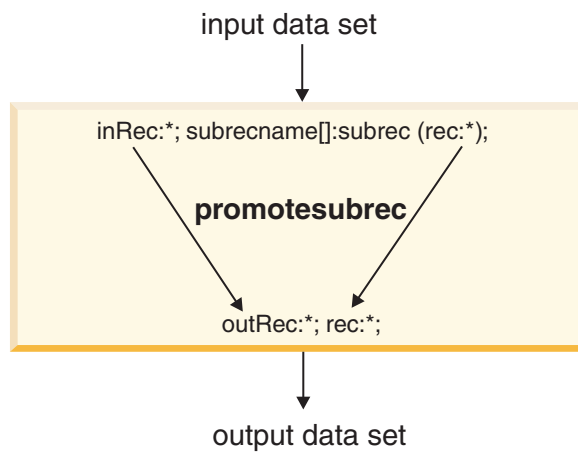 input data set
inRec:*; subrecname[]:subrec (rec:*);
promotesubrec
outRec:*; rec:*;
output data set